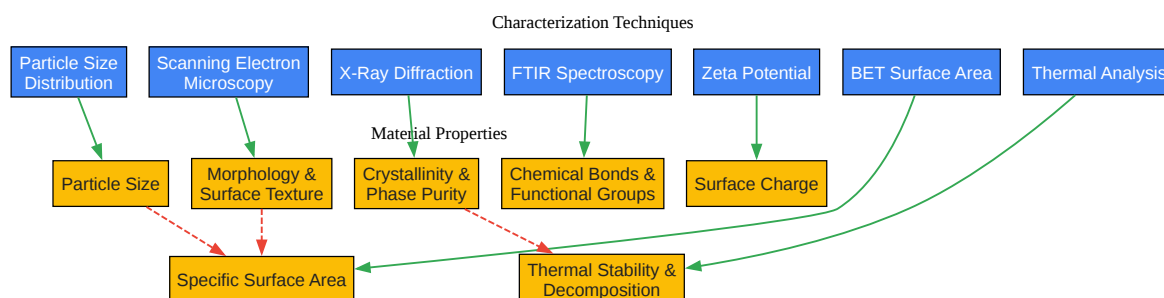 Characterization Techniques
Particle Size
Distribution
Scanning Electron
Microscopy
X-Ray Diffraction
FTIR Spectroscopy
Zeta Potential
BET Surface Area
Thermal Analysis
Material Properties
Particle Size
Morphology &
Surface Texture
Crystallinity &
Phase Purity
Chemical Bonds &
Functional Groups
Surface Charge
Specific Surface Area
Thermal Stability &
Decomposition